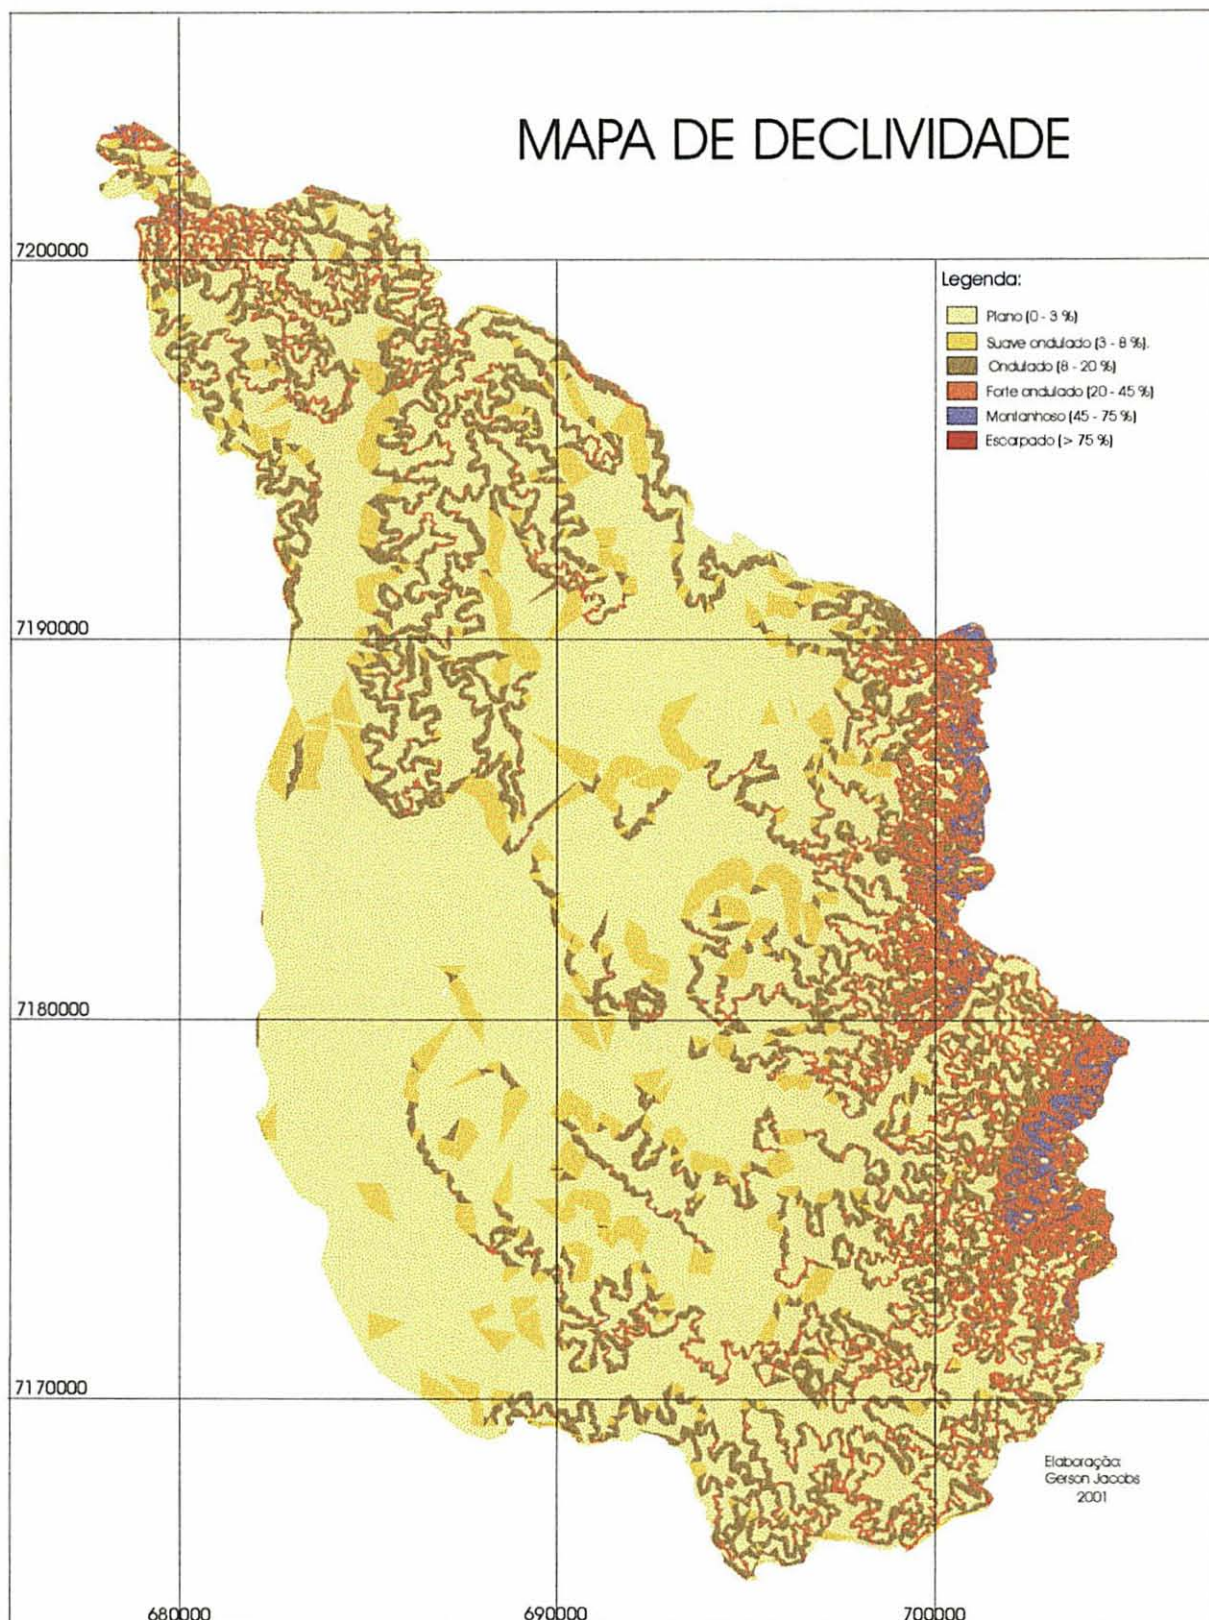 MAPA DE DECLIVIDADE
7200000
Legenda:
Plano (0 - 3 %)
Suave ondulado (3 - 8 %).
Ondulado (8 - 20 %)
Forte ondulado (20 - 45 %)
Montanhoso (45 - 75 %)
Escarpado (> 75 %)
7190000
7180000
7170000
Elaboração:
Gerson Jacobs
2001
680000 690000 700000